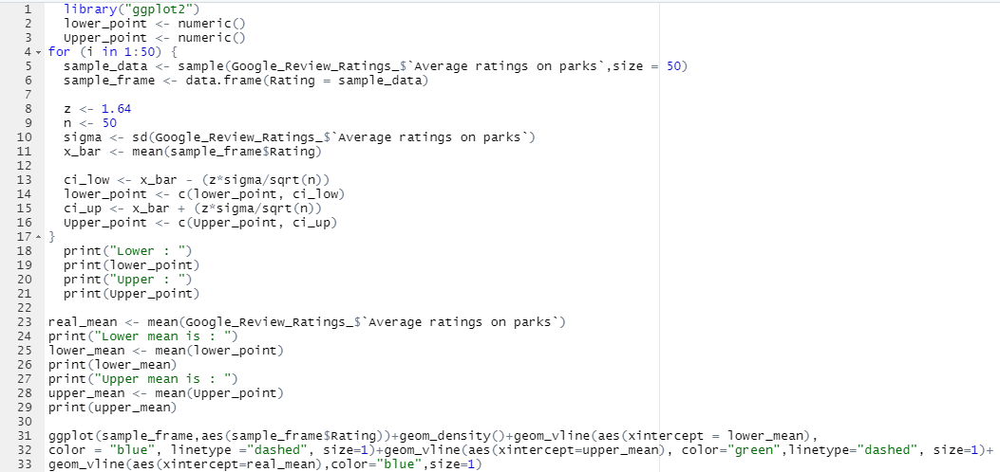 1 library("ggplot2")
2 lower_point <- numeric()
3 Upper_point <- numeric()
4 for (i in 1:50) {
5 sample_data <- sample(Google_Review_Ratings_$`Average ratings on parks`,size = 50)
6 sample_frame <- data.frame(Rating = sample_data)
7
8 z <- 1.64
9 n <- 50
10 sigma <- sd(Google_Review_Ratings_$`Average ratings on parks`)
11 x_bar <- mean(sample_frame$Rating)
12
13 ci_low <- x_bar - (z*sigma/sqrt(n))
14 lower_point <- c(lower_point, ci_low)
15 ci_up <- x_bar + (z*sigma/sqrt(n))
16 Upper_point <- c(Upper_point, ci_up)
17 }
18 print("Lower : ")
19 print(lower_point)
20 print("Upper : ")
21 print(Upper_point)
22
23 real_mean <- mean(Google_Review_Ratings_$`Average ratings on parks`)
24 print("Lower mean is : ")
25 lower_mean <- mean(lower_point)
26 print(lower_mean)
27 print("Upper mean is : ")
28 upper_mean <- mean(Upper_point)
29 print(upper_mean)
30
31 ggplot(sample_frame,aes(sample_frame$Rating))+geom_density()+geom_vline(aes(xintercept = lower_mean),
32 color = "blue", linetype ="dashed", size=1)+geom_vline(aes(xintercept=upper_mean), color="green",linetype="dashed", size=1)+
33 geom_vline(aes(xintercept=real_mean),color="blue",size=1)